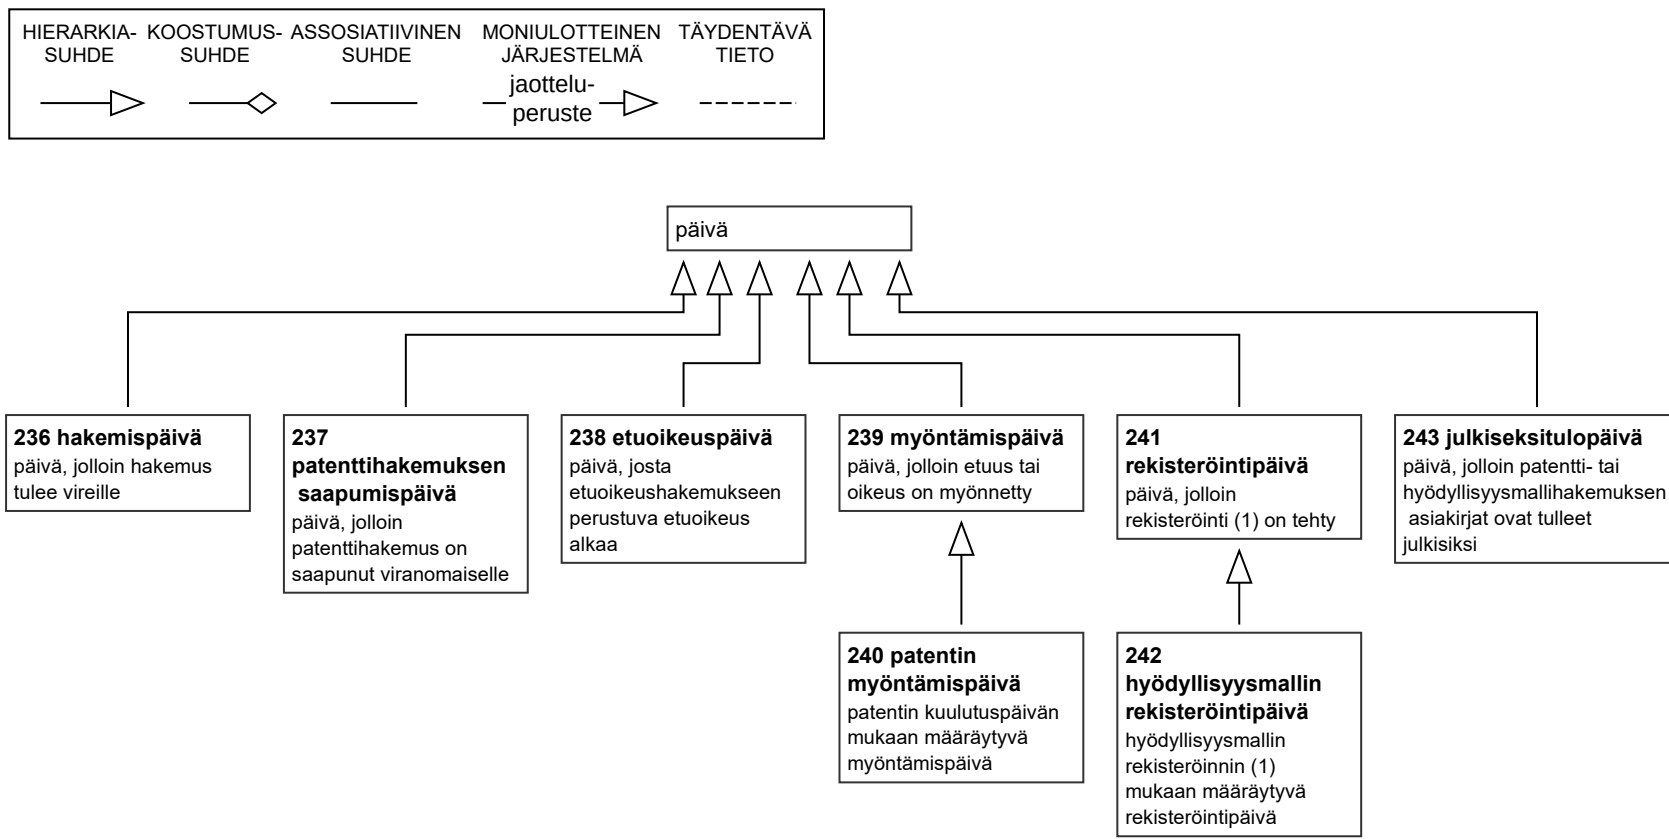 HIERARKIA-
SUHDE
KOOSTUMUS-
SUHDE
ASSOSIATIIVINEN
SUHDE
MONIULOTTEINEN
JÄRJESTELMÄ
jaottelu-
peruste
TÄYDENTÄVÄ
TIETO
päivä
236 hakemispäivä
päivä, jolloin hakemus
tulee vireille
237
patenttihakemuksen
saapumispäivä
päivä, jolloin
patenttihakemus on
saapunut viranomaiselle
238 etuoikeuspäivä
päivä, josta
etuoikeushakemukseen
perustuva etuoikeus
alkaa
239 myöntämispäivä
päivä, jolloin etuus tai
oikeus on myönnetty
241
rekisteröintipäivä
päivä, jolloin
rekisteröinti (1) on tehty
243 julkiseksitulopäivä
päivä, jolloin patentti- tai
hyödyllisyysmallihakemuksen
asiakirjat ovat tulleet
julkisiksi
240 patentin
myöntämispäivä
patentin kuulutuspäivän
mukaan määräytyvä
myöntämispäivä
242
hyödyllisyysmallin
rekisteröintipäivä
hyödyllisyysmallin
rekisteröinnin (1)
mukaan määräytyvä
rekisteröintipäivä